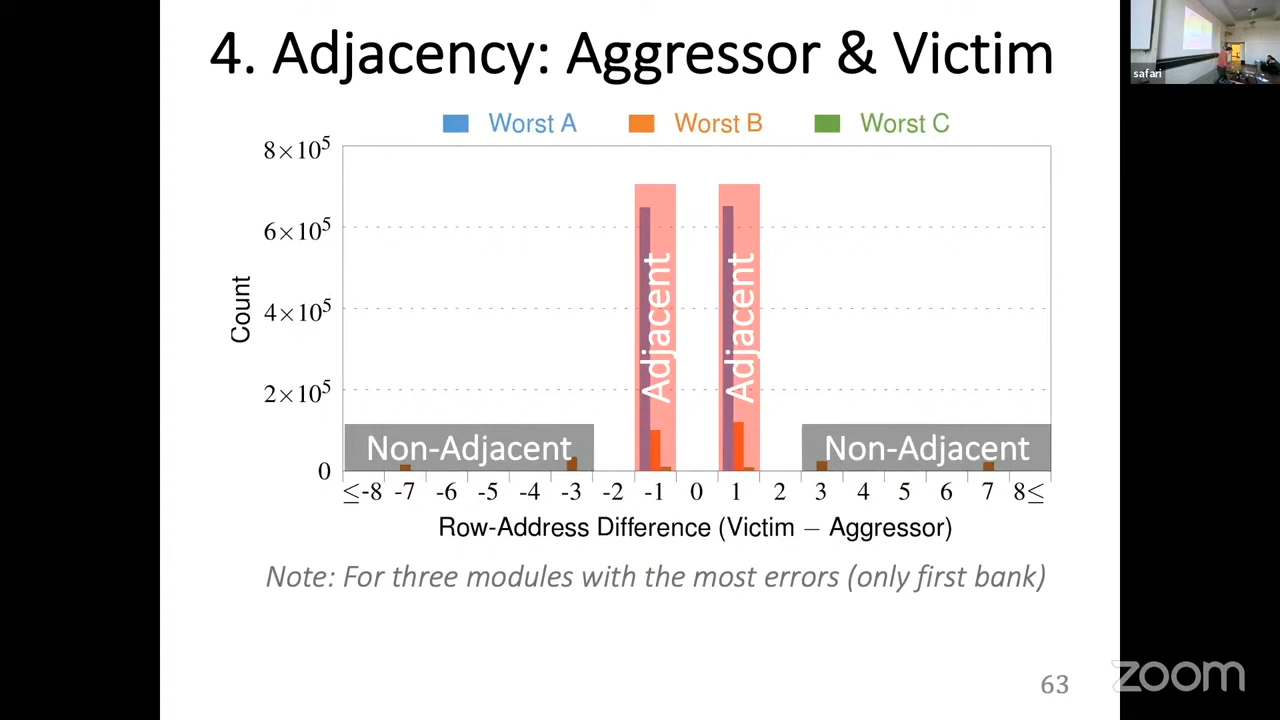 4. Adjacency: Aggressor & Victim
safari
Worst A Worst B Worst C
8×10⁵
6×10⁵
4×10⁵
2×10⁵
0
Count
Adjacent
Adjacent
Non-Adjacent
Non-Adjacent
≤-8 -7 -6 -5 -4 -3 -2 -1 0 1 2 3 4 5 6 7 8≤
Row-Address Difference (Victim − Aggressor)
Note: For three modules with the most errors (only first bank)
63
zoom